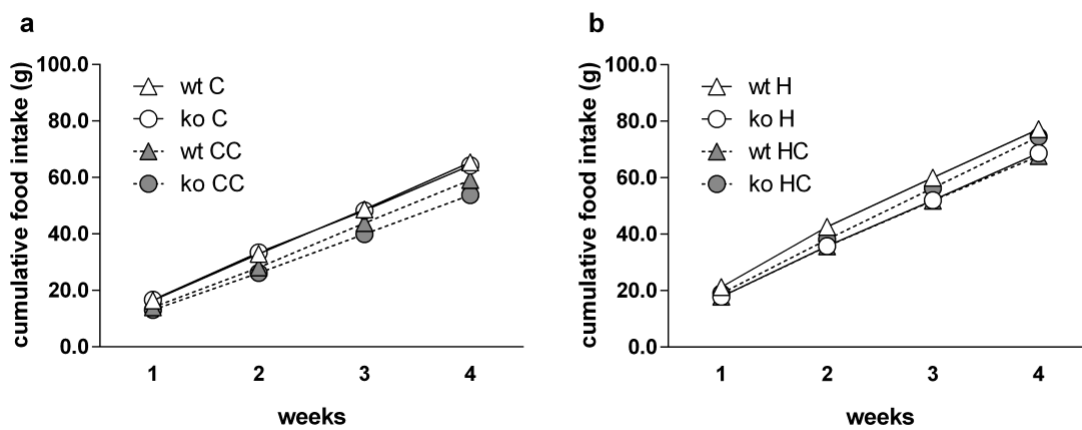 a
cumulative food intake (g)
100.0
80.0
60.0
40.0
20.0
0.0
wt C
ko C
wt CC
ko CC
1 2 3 4
weeks
b
cumulative food intake (g)
100.0
80.0
60.0
40.0
20.0
0.0
wt H
ko H
wt HC
ko HC
1 2 3 4
weeks